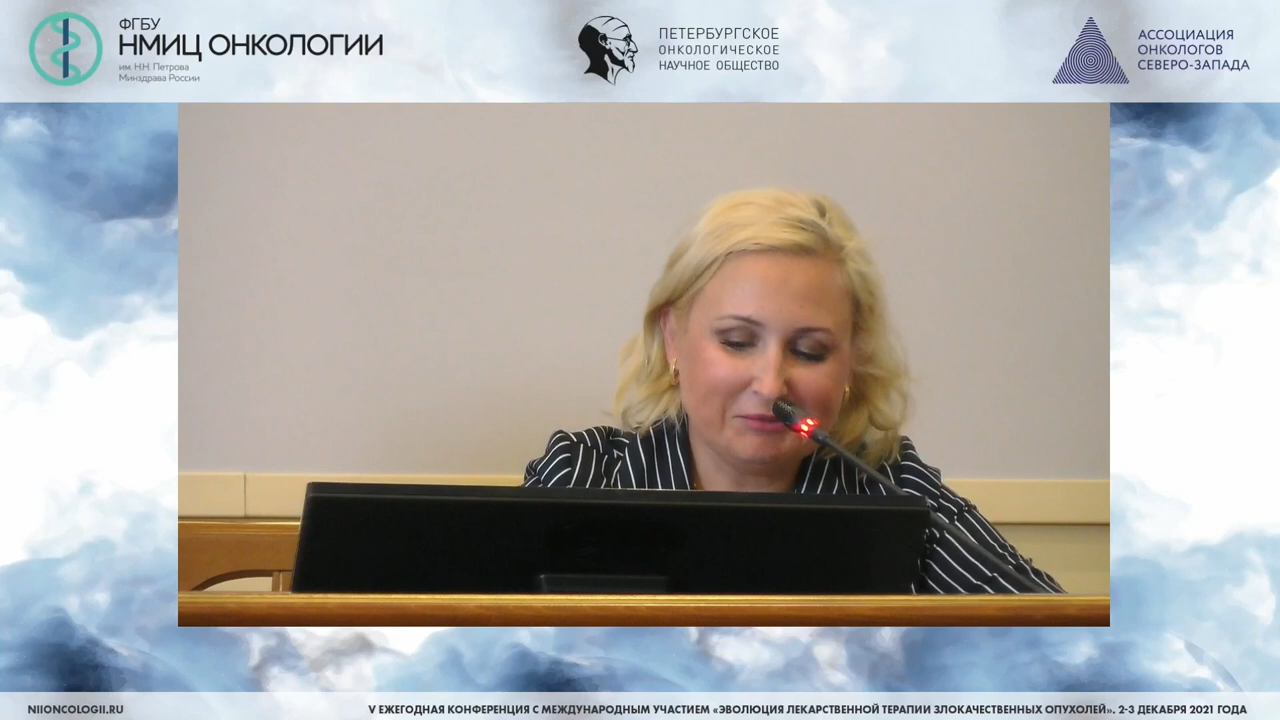 ФГБУ
НМИЦ ОНКОЛОГИИ
им. Н.Н. Петрова
Минздрава России
ПЕТЕРБУРГСКОЕ
ОНКОЛОГИЧЕСКОЕ
НАУЧНОЕ ОБЩЕСТВО
АССОЦИАЦИЯ
ОНКОЛОГОВ
СЕВЕРО-ЗАПАДА
NIIONCOLOGII.RU
V ЕЖЕГОДНАЯ КОНФЕРЕНЦИЯ С МЕЖДУНАРОДНЫМ УЧАСТИЕМ «ЭВОЛЮЦИЯ ЛЕКАРСТВЕННОЙ ТЕРАПИИ ЗЛОКАЧЕСТВЕННЫХ ОПУХОЛЕЙ». 2-3 ДЕКАБРЯ 2021 ГОДА